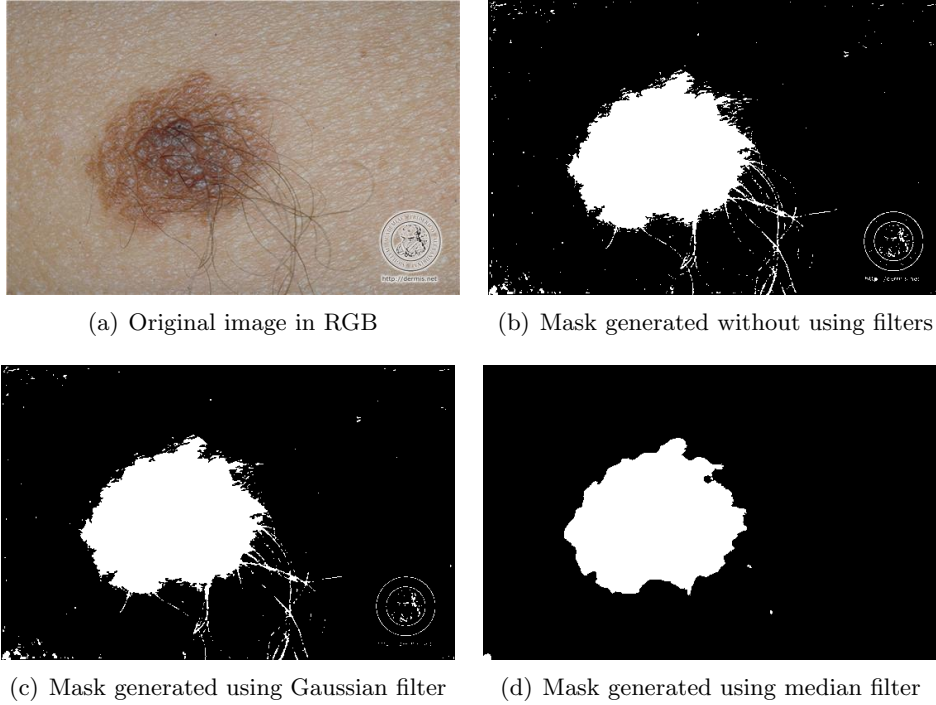 http://dermis.net
(a) Original image in RGB
(b) Mask generated without using filters
(c) Mask generated using Gaussian filter
(d) Mask generated using median filter